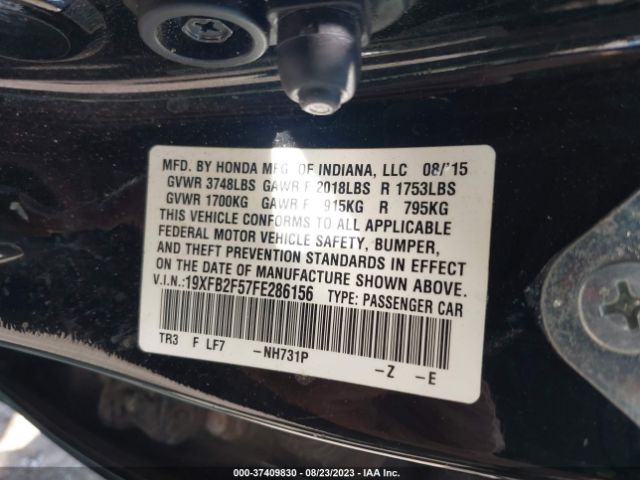 MFD. BY HONDA MFG. OF INDIANA, LLC 08/'15
GVWR 3748LBS GAWR F 2018LBS R 1753LBS
GVWR 1700KG GAWR F 915KG R 795KG
THIS VEHICLE CONFORMS TO ALL APPLICABLE
FEDERAL MOTOR VEHICLE SAFETY, BUMPER,
AND THEFT PREVENTION STANDARDS IN EFFECT
ON THE DATE OF MANUFACTURE SHOWN ABOVE.
V.I.N.:19XFB2F57FE286156 TYPE: PASSENGER CAR
TR3 F LF7 -NH731P -Z -E
000-37409830 - 08/23/2023 - IAA Inc.